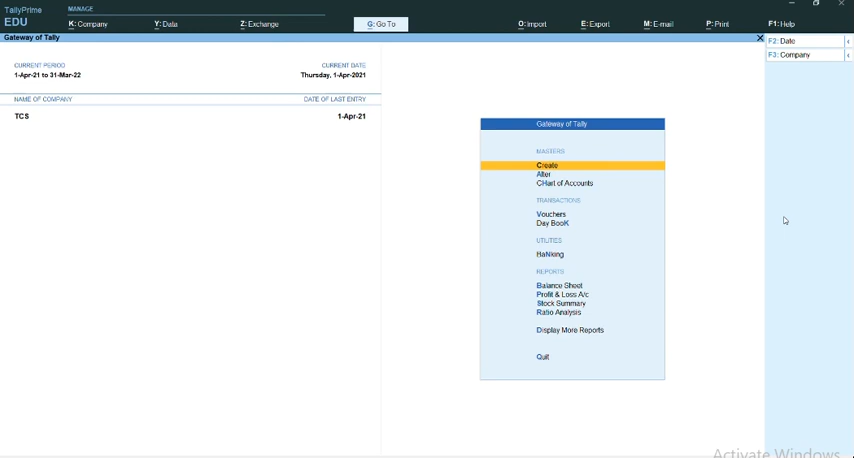 TallyPrime
EDU
MANAGE
K: Company
Y: Data
Z: Exchange
G: Go To
O: Import
E: Export
M: E-mail
P: Print
F1: Help
Gateway of Tally
F2: Date
F3: Company
CURRENT PERIOD
1-Apr-21 to 31-Mar-22
CURRENT DATE
Thursday, 1-Apr-2021
NAME OF COMPANY
DATE OF LAST ENTRY
TCS
1-Apr-21
Gateway of Tally
MASTERS
Create
Alter
CHart of Accounts
TRANSACTIONS
Vouchers
Day BooK
UTILITIES
BaNking
REPORTS
Balance Sheet
Profit & Loss A/c
Stock Summary
Ratio Analysis
Display More Reports
Quit
Activate Windows